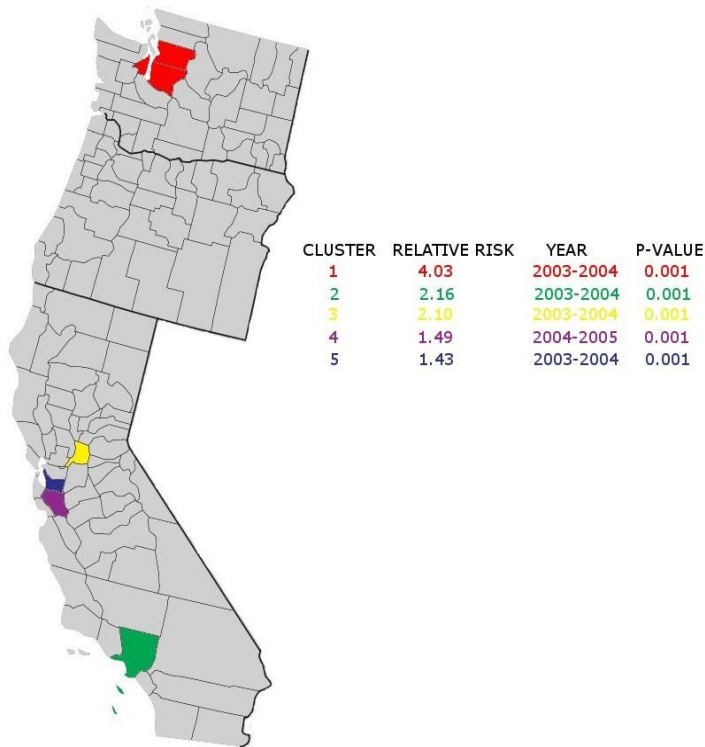 CLUSTER RELATIVE RISK YEAR P-VALUE
1 4.03 2003-2004 0.001
2 2.16 2003-2004 0.001
3 2.10 2003-2004 0.001
4 1.49 2004-2005 0.001
5 1.43 2003-2004 0.001